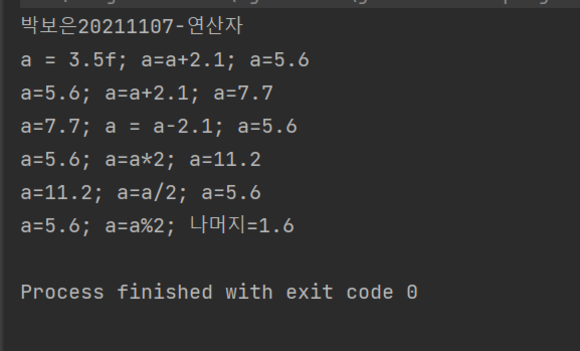 박보은20211107-연산자
a = 3.5f; a=a+2.1; a=5.6
a=5.6; a=a+2.1; a=7.7
a=7.7; a = a-2.1; a=5.6
a=5.6; a=a*2; a=11.2
a=11.2; a=a/2; a=5.6
a=5.6; a=a%2; 나머지=1.6
Process finished with exit code 0